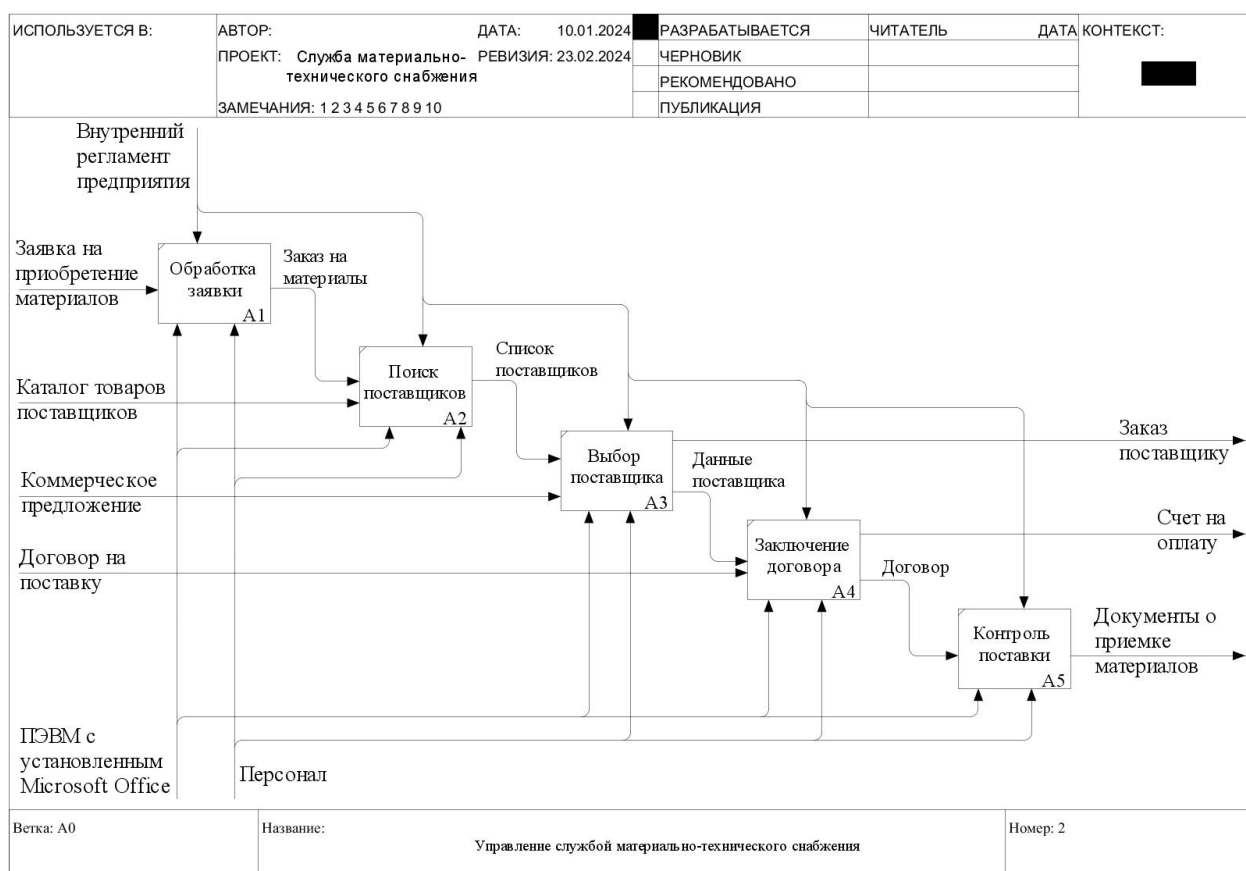 ИСПОЛЬЗУЕТСЯ В:
АВТОР:
ДАТА: 10.01.2024
РАЗРАБАТЫВАЕТСЯ
ЧИТАТЕЛЬ
ДАТА
КОНТЕКСТ:
ПРОЕКТ: Служба материально-
технического снабжения
РЕВИЗИЯ: 23.02.2024
ЧЕРНОВИК
РЕКОМЕНДОВАНО
ЗАМЕЧАНИЯ: 1 2 3 4 5 6 7 8 9 10
ПУБЛИКАЦИЯ
Внутренний
регламент
предприятия
Заявка на
приобретение
материалов
Обработка
заявки
A1
Заказ на
материалы
Каталог товаров
поставщиков
Поиск
поставщиков
A2
Список
поставщиков
Коммерческое
предложение
Выбор
поставщика
A3
Данные
поставщика
Заказ
поставщику
Договор на
поставку
Заключение
договора
A4
Договор
Счет на
оплату
Контроль
поставки
A5
Документы о
приемке
материалов
ПЭВМ с
установленным
Microsoft Office
Персонал
Ветка: A0
Название:
Управление службой материально-технического снабжения
Номер: 2